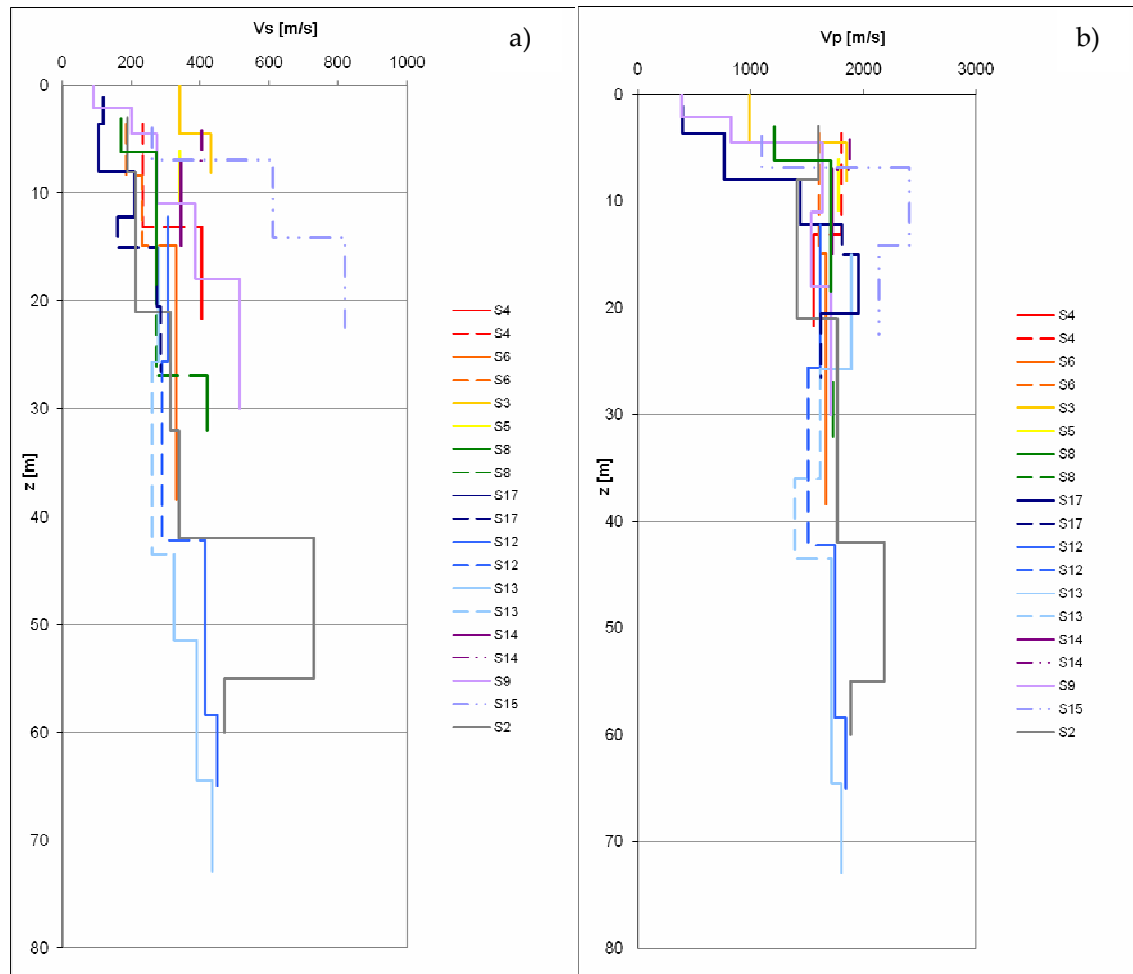 Vs [m/s]
a)
0 200 400 600 800 1000
0
10
20
30
40
50
60
70
80
z [m]
S4
S4
S6
S6
S3
S5
S8
S8
S17
S17
S12
S12
S13
S13
S14
S14
S9
S15
S2
Vp [m/s]
b)
0 1000 2000 3000
0
10
20
30
40
50
60
70
80
z [m]
S4
S4
S6
S6
S3
S5
S8
S8
S17
S17
S12
S12
S13
S13
S14
S14
S9
S15
S2